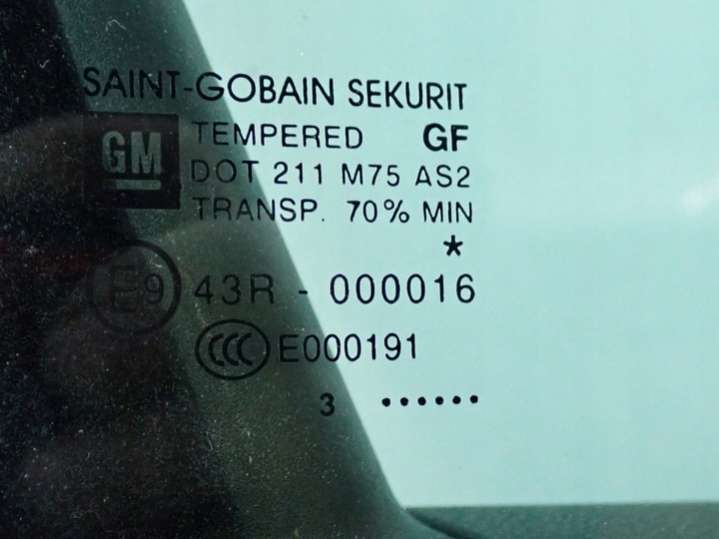 SAINT-GOBAIN SEKURIT
GM
TEMPERED GF
DOT 211 M75 AS2
TRANSP. 70% MIN
*
E9 43R - 000016
CCC E000191
3 ••••••